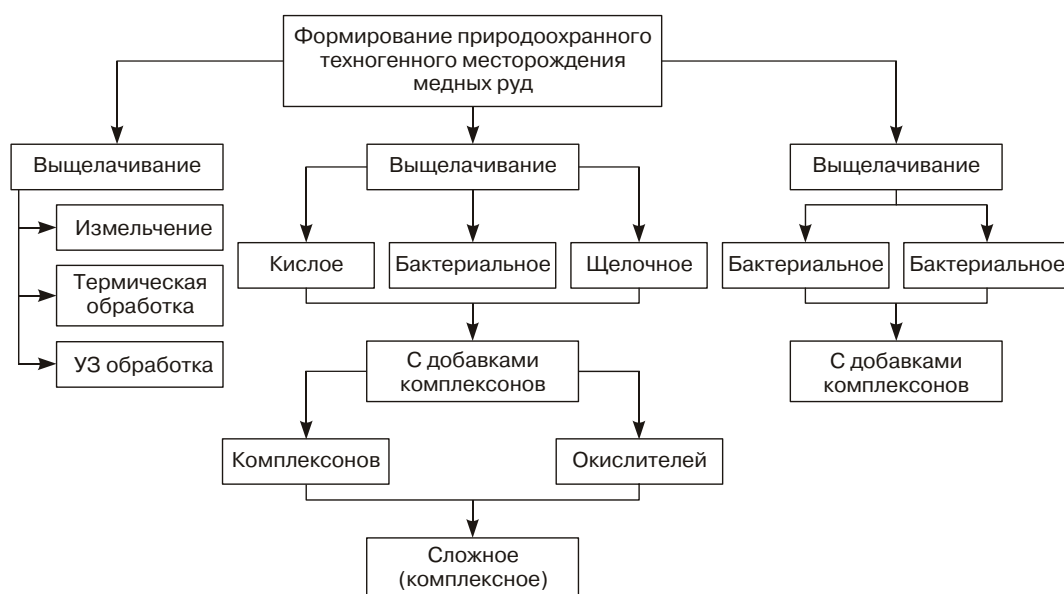 Формирование природоохранного
техногенного месторождения
медных руд
Выщелачивание
Выщелачивание
Выщелачивание
Измельчение
Термическая
обработка
УЗ обработка
Кислое
Бактериальное
Щелочное
Бактериальное
Бактериальное
С добавками
комплексонов
С добавками
комплексонов
Комплексонов
Окислителей
Сложное
(комплексное)